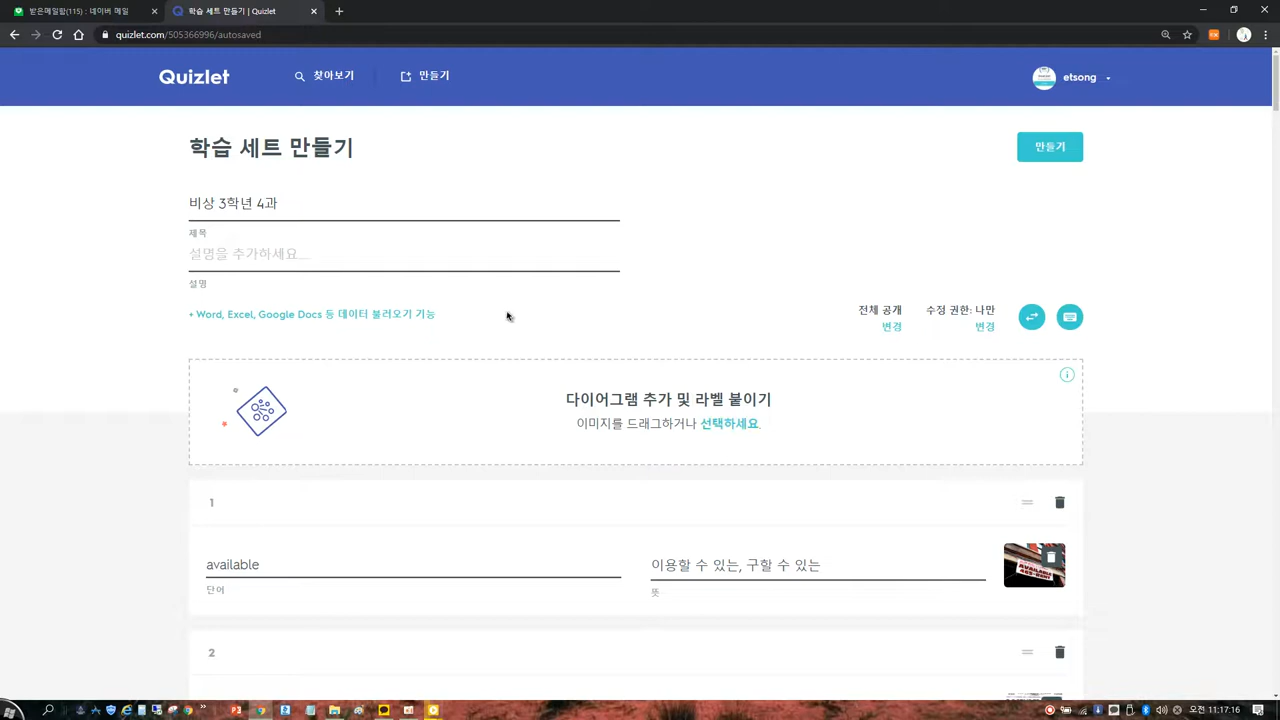 받은메일함(115) : 네이버 메일
학습 세트 만들기 | Quizlet
quizlet.com/505366996/autosaved
Quizlet
찾아보기
만들기
etsong
학습 세트 만들기
만들기
비상 3학년 4과
제목
설명을 추가하세요...
설명
+ Word, Excel, Google Docs 등 데이터 불러오기 기능
전체 공개
변경
수정 권한: 나만
변경
다이어그램 추가 및 라벨 붙이기
이미지를 드래그하거나 선택하세요.
1
available
단어
이용할 수 있는, 구할 수 있는
뜻
AVAILABLE
2
오전 11:17:16